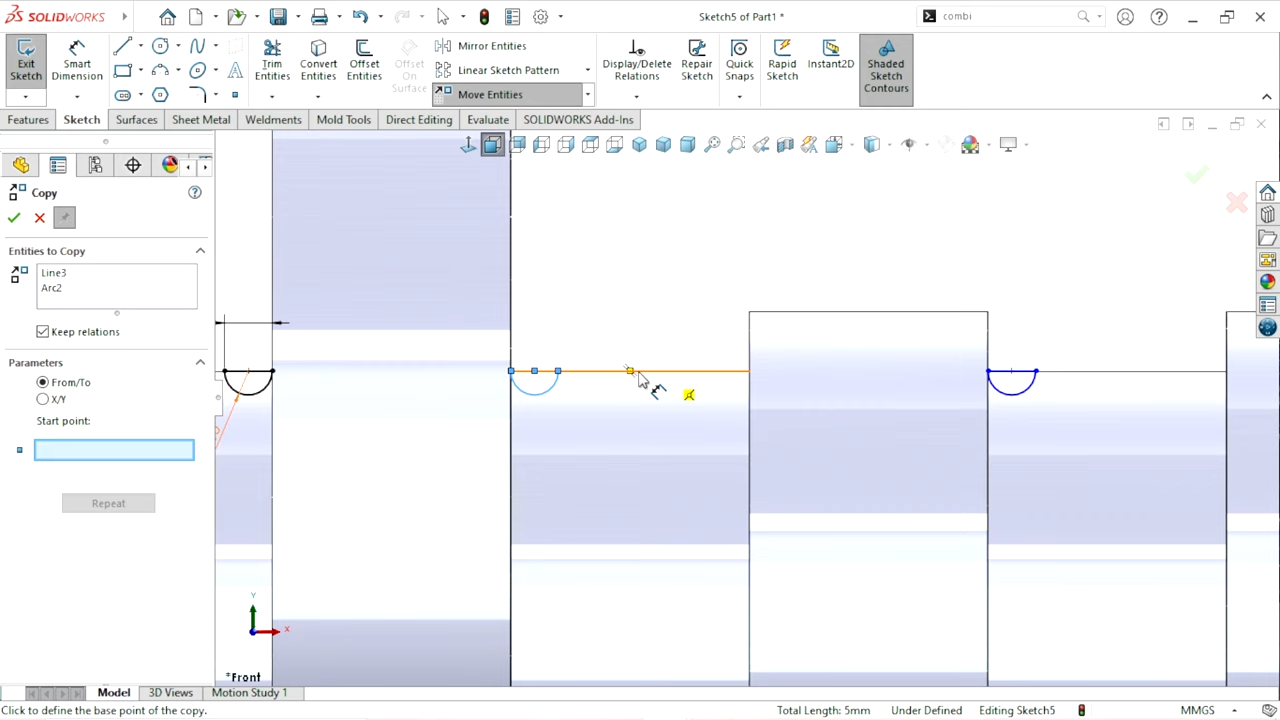 SOLIDWORKS
Sketch5 of Part1 *
combi
Exit Sketch
Smart Dimension
Trim Entities
Convert Entities
Offset Entities
Offset On Surface
Mirror Entities
Linear Sketch Pattern
Move Entities
Display/Delete Relations
Repair Sketch
Quick Snaps
Rapid Sketch
Instant2D
Shaded Sketch Contours
Features
Sketch
Surfaces
Sheet Metal
Weldments
Mold Tools
Direct Editing
Evaluate
SOLIDWORKS Add-Ins
Copy
Entities to Copy
Line3
Arc2
Keep relations
Parameters
From/To
X/Y
Start point:
Repeat
Y
X
*Front
Model
3D Views
Motion Study 1
Click to define the base point of the copy.
Total Length: 5mm
Under Defined
Editing Sketch5
MMGS